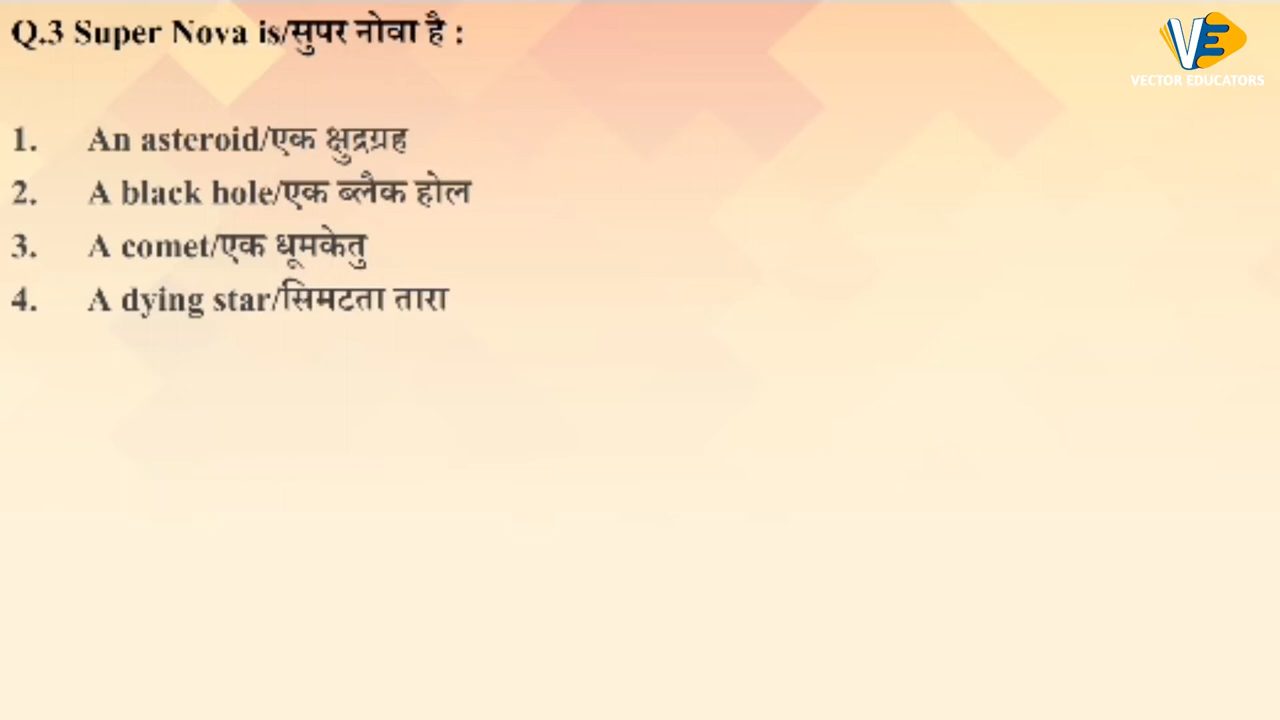 Q.3 Super Nova is/सुपर नोवा है :
VE
VECTOR EDUCATORS
1. An asteroid/एक क्षुद्रग्रह
2. A black hole/एक ब्लैक होल
3. A comet/एक धूमकेतु
4. A dying star/सिमटता तारा